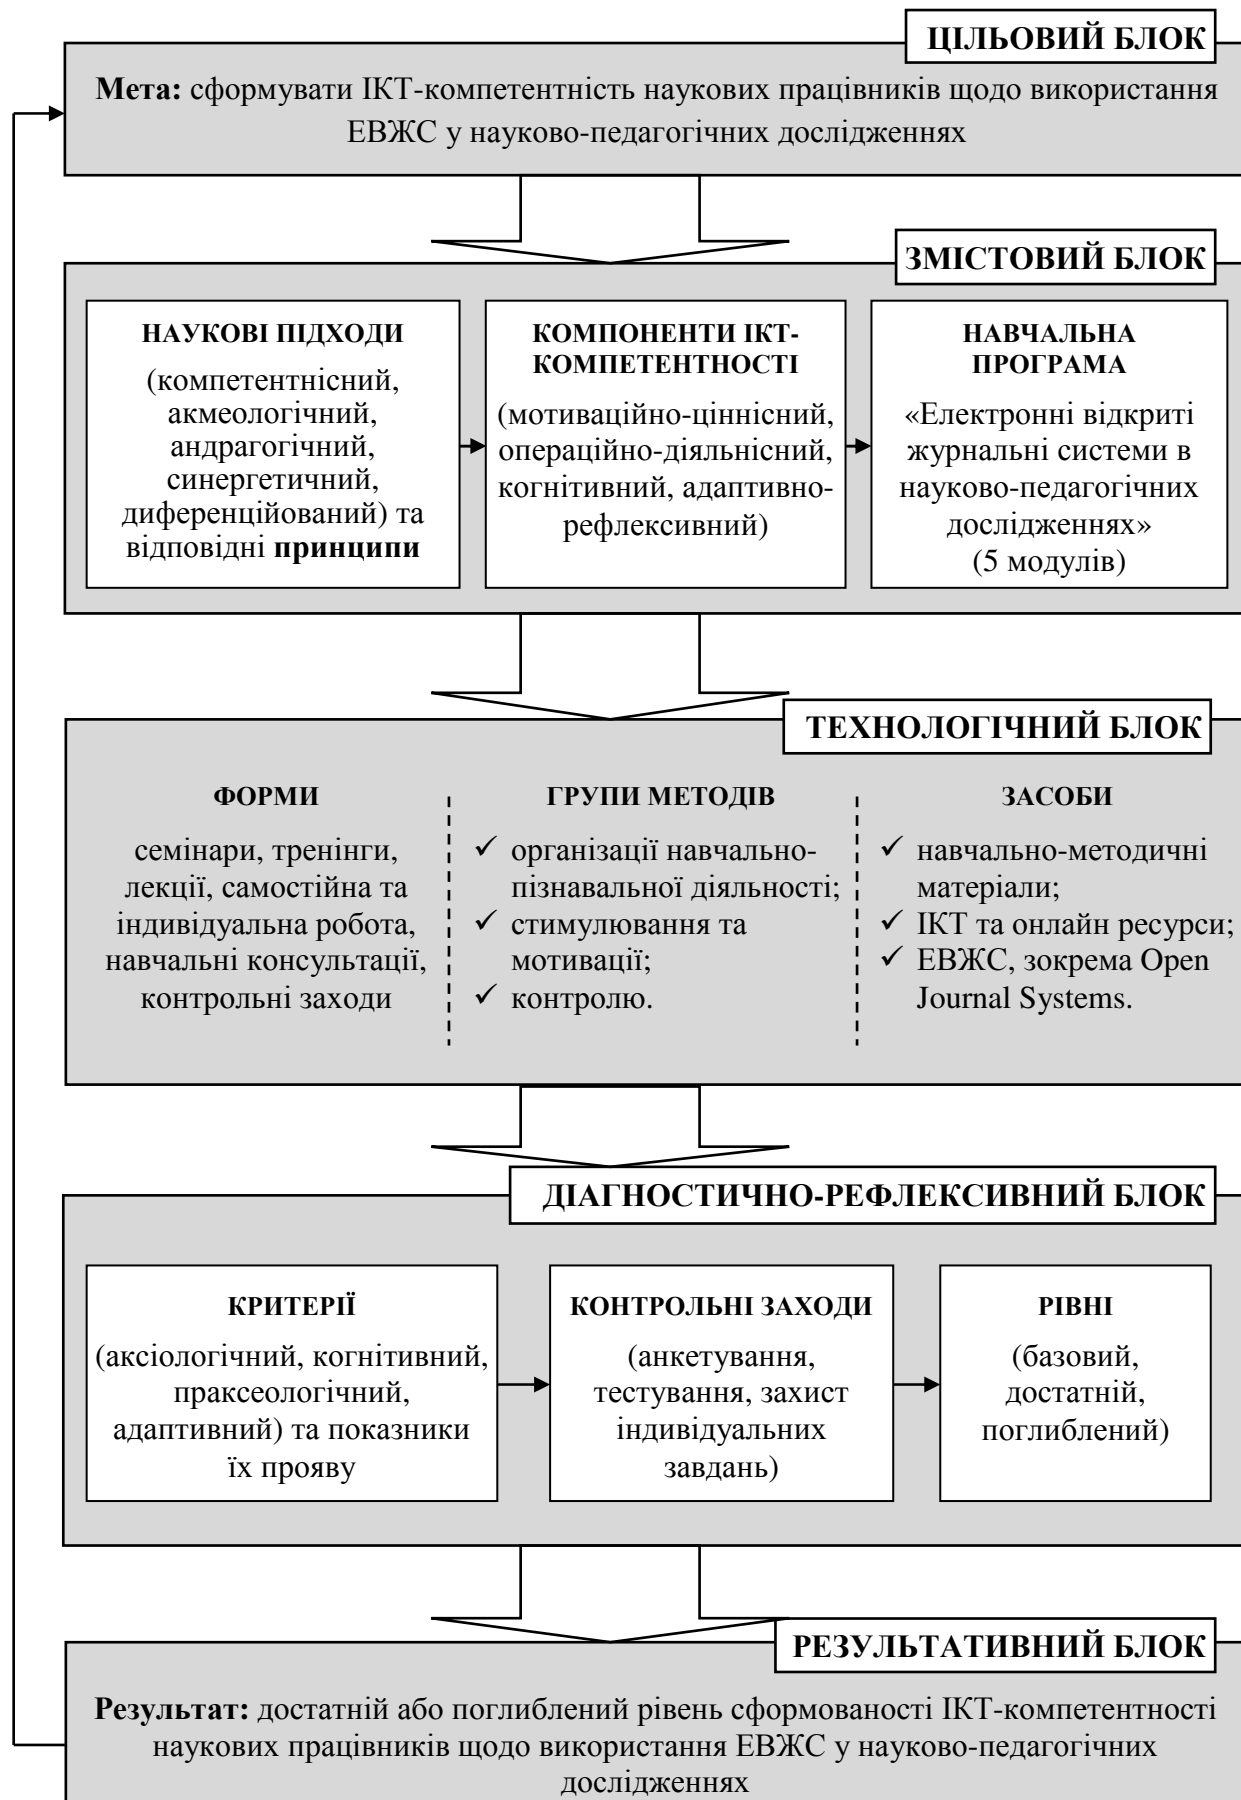 ЦІЛЬОВИЙ БЛОК
Мета: сформувати ІКТ-компетентність наукових працівників щодо використання
ЕВЖС у науково-педагогічних дослідженнях
ЗМІСТОВИЙ БЛОК
НАУКОВІ ПІДХОДИ
(компетентнісний,
акмеологічний,
андрагогічний,
синергетичний,
диференційований) та
відповідні принципи
КОМПОНЕНТИ ІКТ-
КОМПЕТЕНТНОСТІ
(мотиваційно-ціннісний,
операційно-діяльнісний,
когнітивний, адаптивно-
рефлексивний)
НАВЧАЛЬНА
ПРОГРАМА
«Електронні відкриті
журнальні системи в
науково-педагогічних
дослідженнях»
(5 модулів)
ТЕХНОЛОГІЧНИЙ БЛОК
ФОРМИ
семінари, тренінги,
лекції, самостійна та
індивідуальна робота,
навчальні консультації,
контрольні заходи
ГРУПИ МЕТОДІВ
✓ організації навчально-
пізнавальної діяльності;
✓ стимулювання та
мотивації;
✓ контролю.
ЗАСОБИ
✓ навчально-методичні
матеріали;
✓ ІКТ та онлайн ресурси;
✓ ЕВЖС, зокрема Open
Journal Systems.
ДІАГНОСТИЧНО-РЕФЛЕКСИВНИЙ БЛОК
КРИТЕРІЇ
(аксіологічний, когнітивний,
праксеологічний,
адаптивний) та показники
їх прояву
КОНТРОЛЬНІ ЗАХОДИ
(анкетування,
тестування, захист
індивідуальних
завдань)
РІВНІ
(базовий,
достатній,
поглиблений)
РЕЗУЛЬТАТИВНИЙ БЛОК
Результат: достатній або поглиблений рівень сформованості ІКТ-компетентності
наукових працівників щодо використання ЕВЖС у науково-педагогічних
дослідженнях